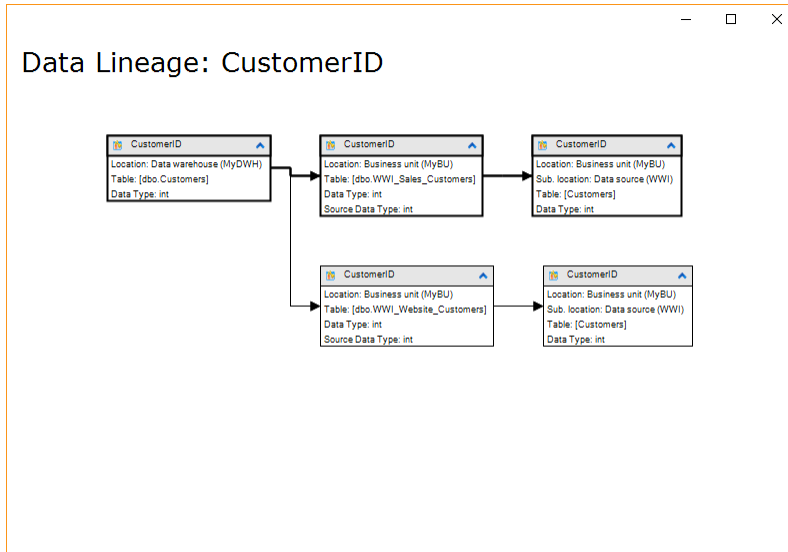 Data Lineage: CustomerID
CustomerID
Location: Data warehouse (MyDWH)
Table: [dbo.Customers]
Data Type: int
CustomerID
Location: Business unit (MyBU)
Table: [dbo.WWI_Sales_Customers]
Data Type: int
Source Data Type: int
CustomerID
Location: Business unit (MyBU)
Sub. location: Data source (WWI)
Table: [Customers]
Data Type: int
CustomerID
Location: Business unit (MyBU)
Table: [dbo.WWI_Website_Customers]
Data Type: int
Source Data Type: int
CustomerID
Location: Business unit (MyBU)
Sub. location: Data source (WWI)
Table: [Customers]
Data Type: int